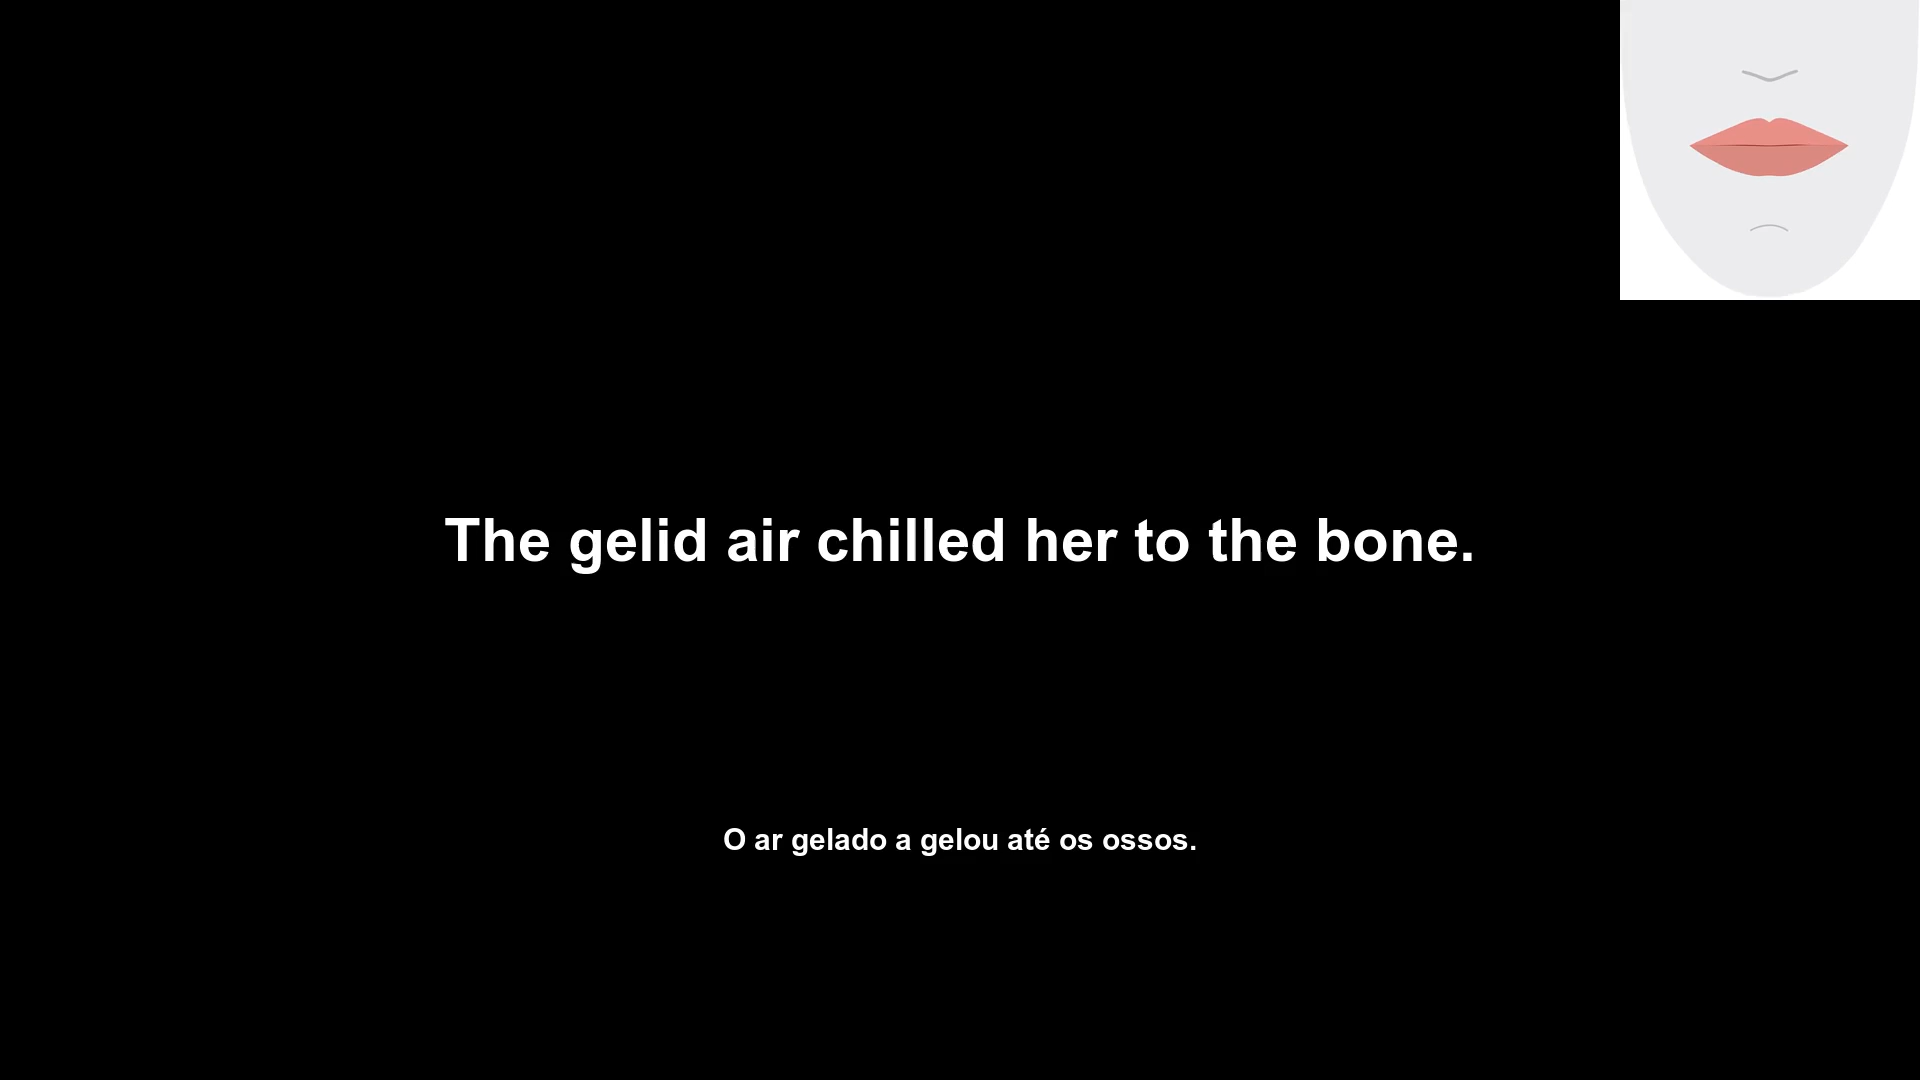 The gelid air chilled her to the bone.
O ar gelado a gelou até os ossos.